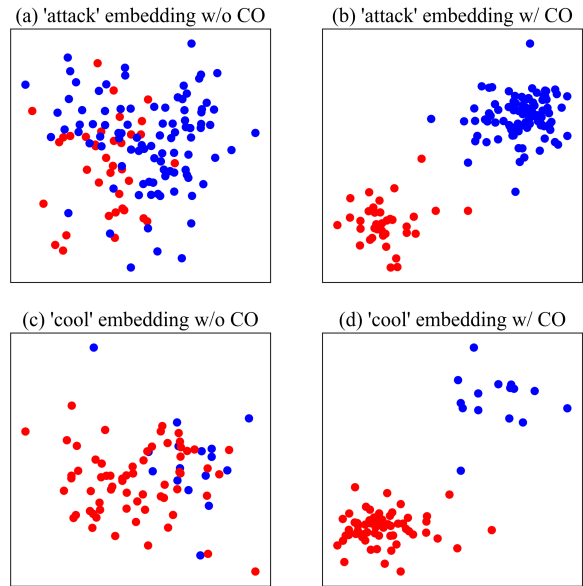 (a) 'attack' embedding w/o CO
(b) 'attack' embedding w/ CO
(c) 'cool' embedding w/o CO
(d) 'cool' embedding w/ CO